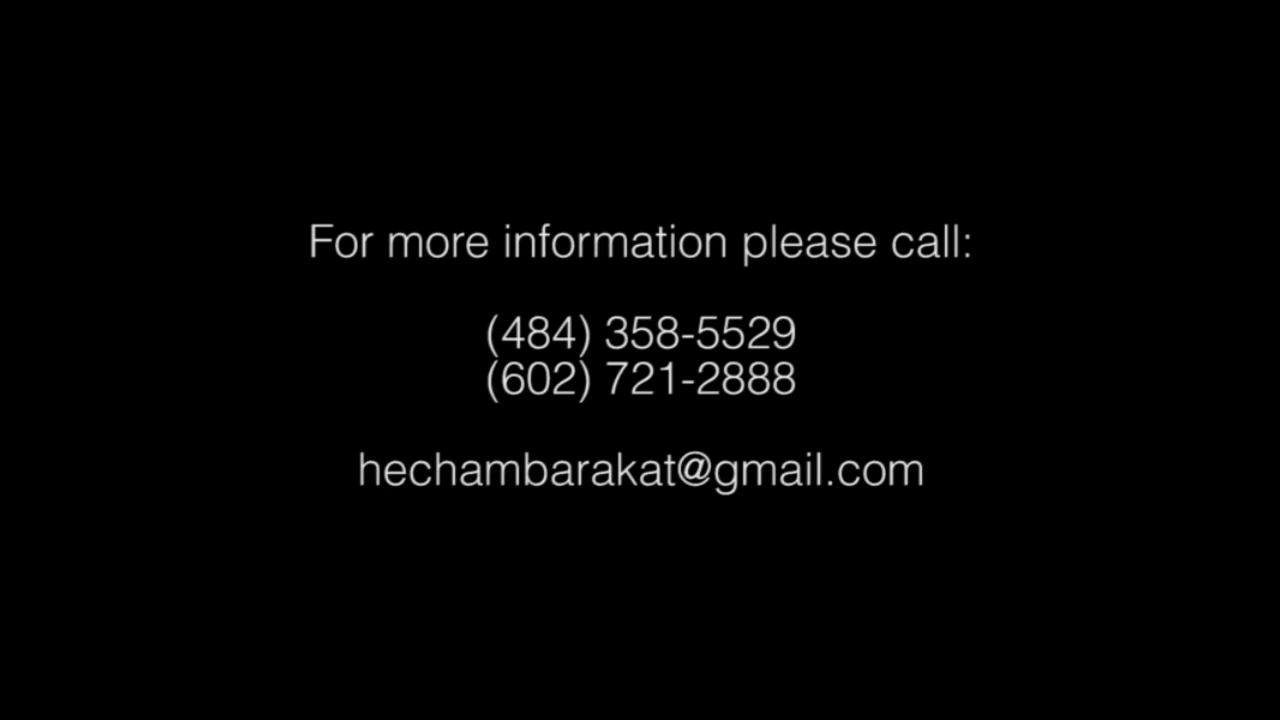 For more information please call:
(484) 358-5529
(602) 721-2888
hechambarakat@gmail.com